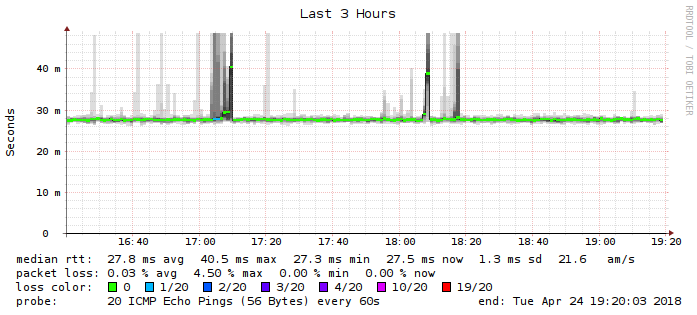 Last 3 Hours
RRDTOOL / TOBI OETIKER
Seconds
40 m
30 m
20 m
10 m
0
16:40 17:00 17:20 17:40 18:00 18:20 18:40 19:00 19:20
median rtt: 27.8 ms avg 40.5 ms max 27.3 ms min 27.5 ms now 1.3 ms sd 21.6 am/s
packet loss: 0.03 % avg 4.50 % max 0.00 % min 0.00 % now
loss color: 0 1/20 2/20 3/20 4/20 10/20 19/20
probe: 20 ICMP Echo Pings (56 Bytes) every 60s end: Tue Apr 24 19:20:03 2018